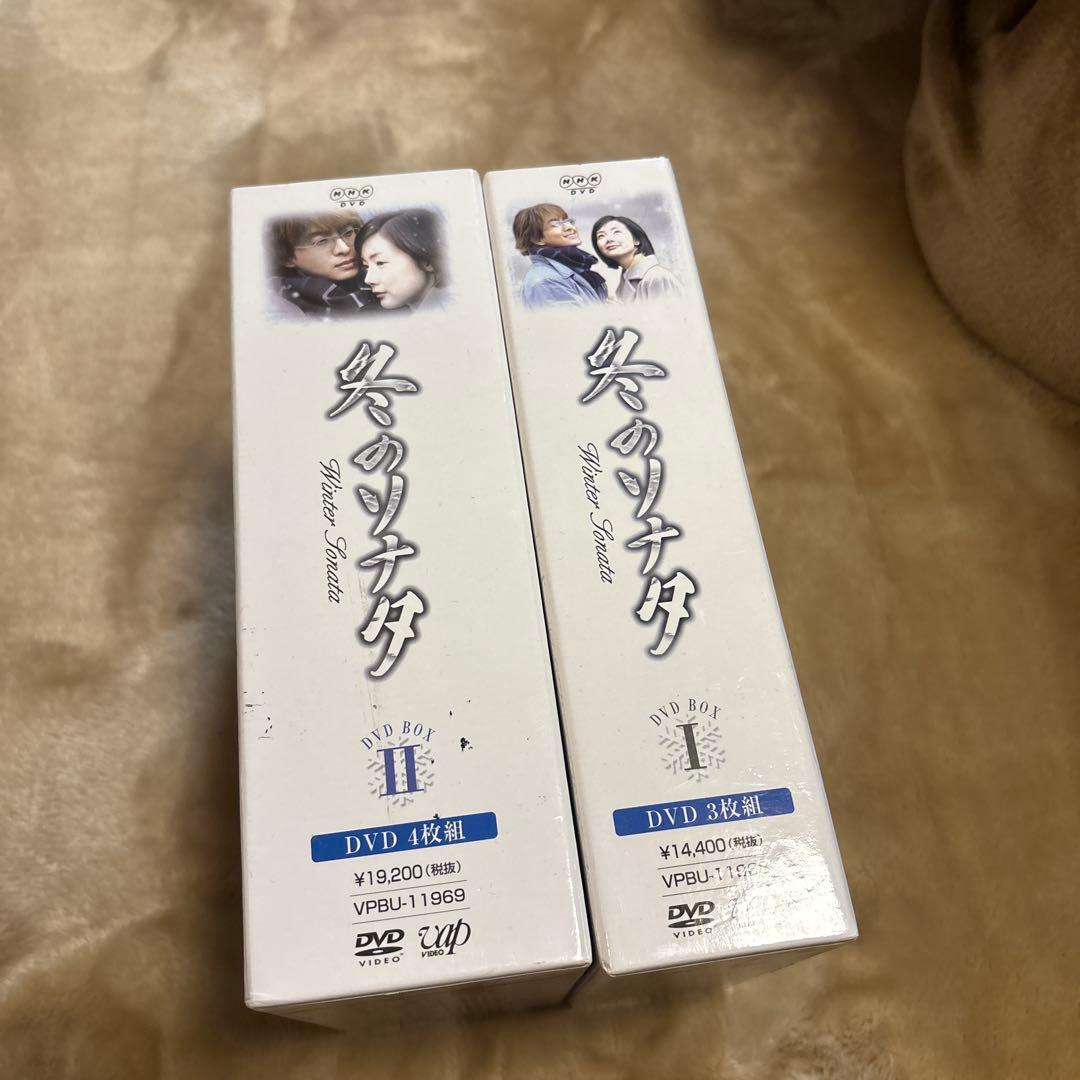 NHK
DVD
冬のソナタ
Winter Sonata
DVD BOX
II
DVD 4枚組
¥19,200(税抜)
VPBU-11969
DVD
VIDEO™
vap
VIDEO
NHK
DVD
冬のソナタ
Winter Sonata
DVD BOX
I
DVD 3枚組
¥14,400(税抜)
DVD
VIDEO